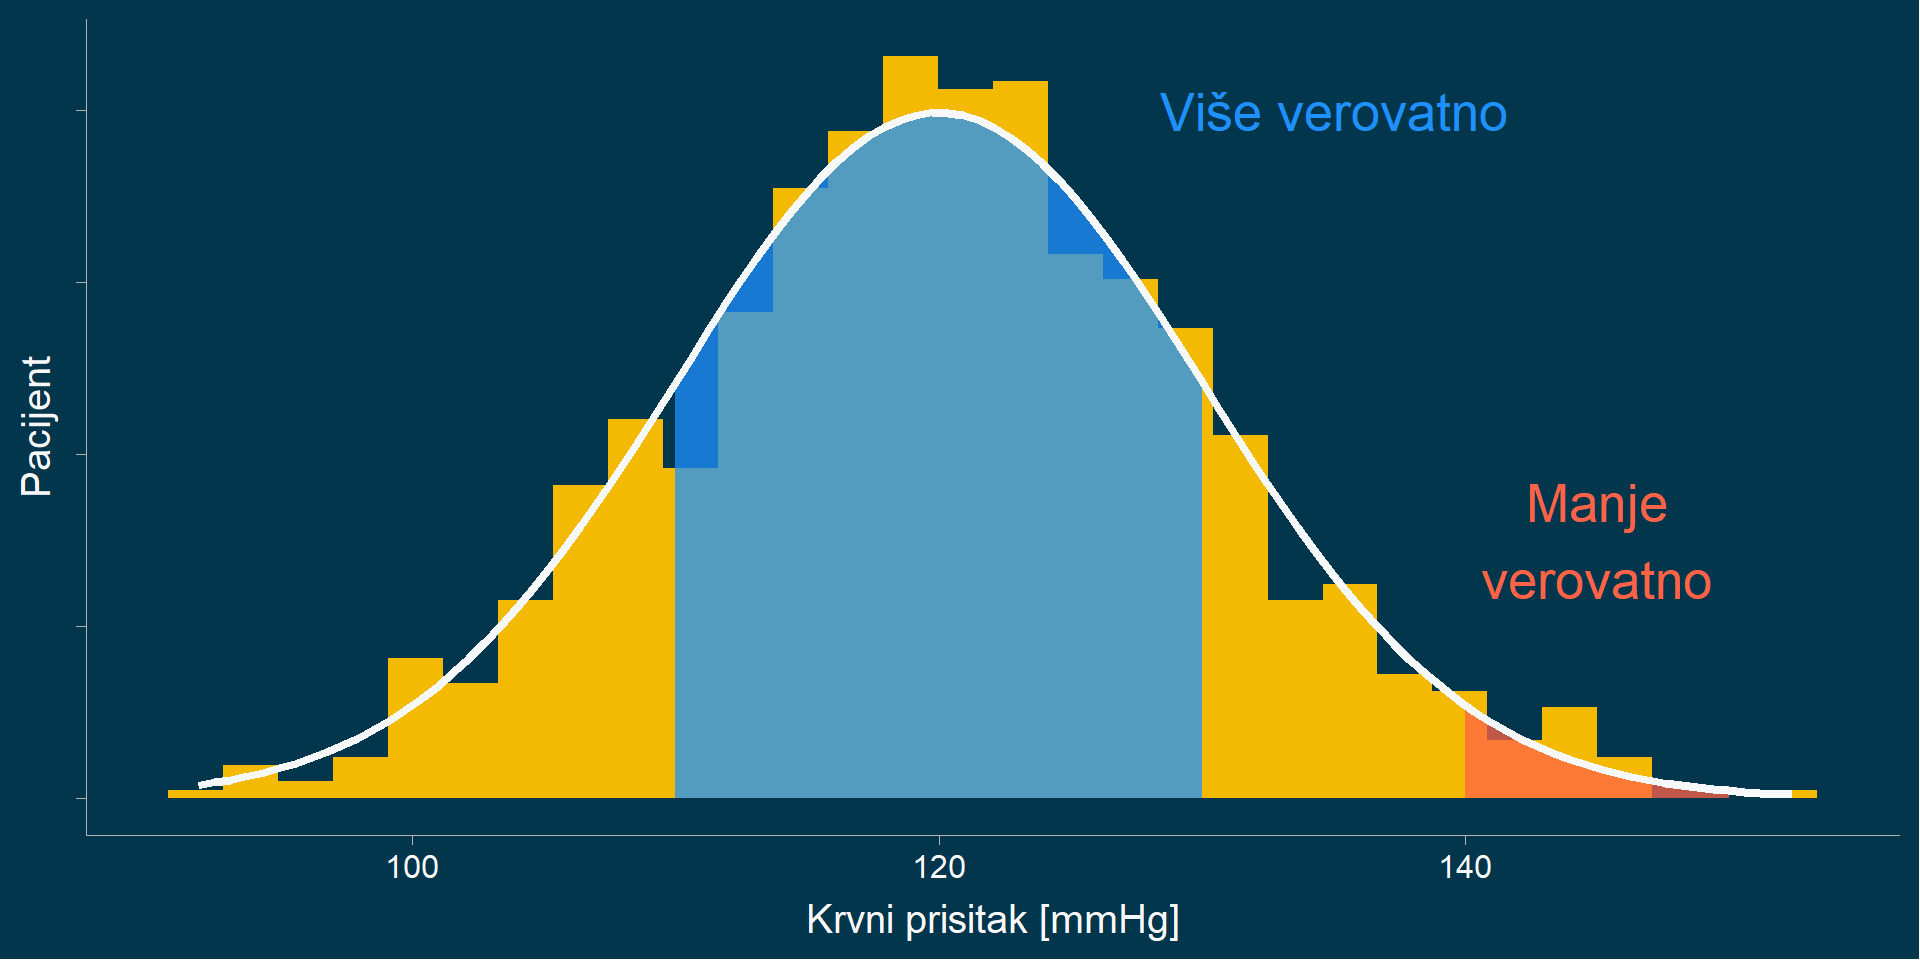 Više verovatno
Pacijent
Manje
verovatno
100
120
140
Krvni prisitak [mmHg]